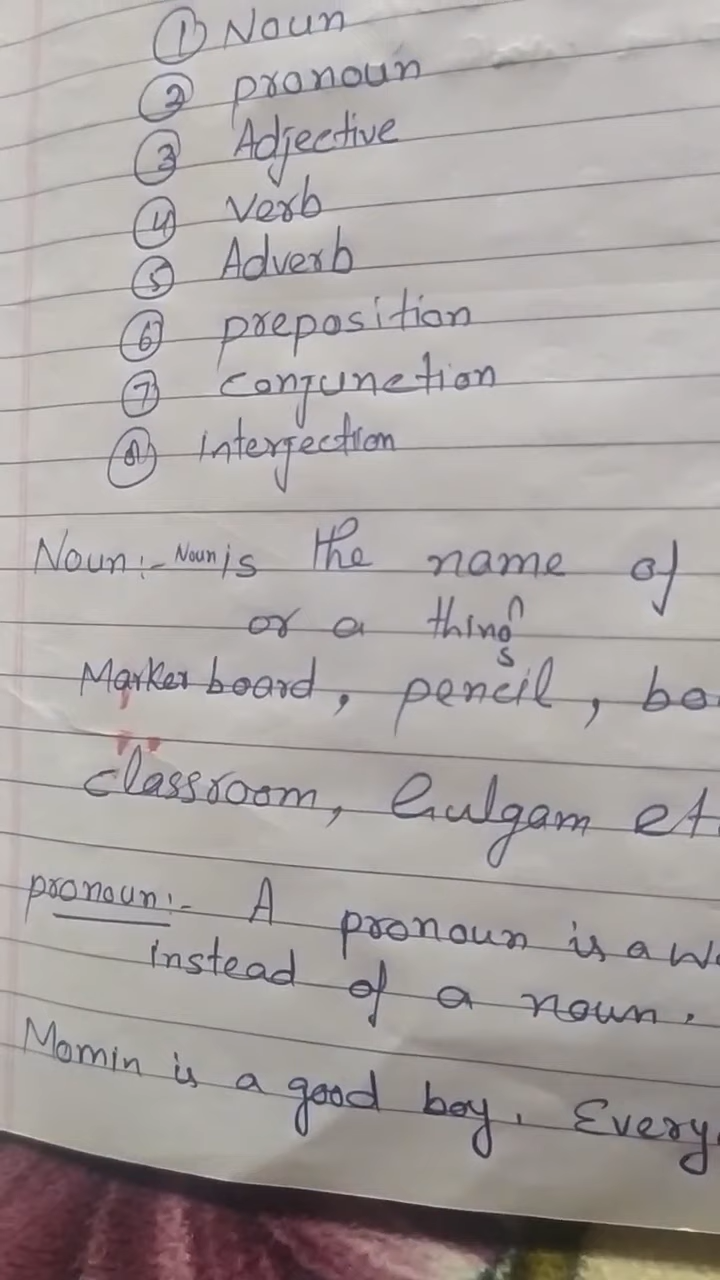 ① Noun
② pronoun
③ Adjective
④ verb
⑤ Adverb
⑥ preposition
⑦ conjunction
⑧ interjection
Noun:- Noun is the name of
or a thing
s
Marker board, pencil, bo
classroom, Gulgam et
pronoun:- A pronoun is a w
instead of a noun.
Momin is a good boy. Every